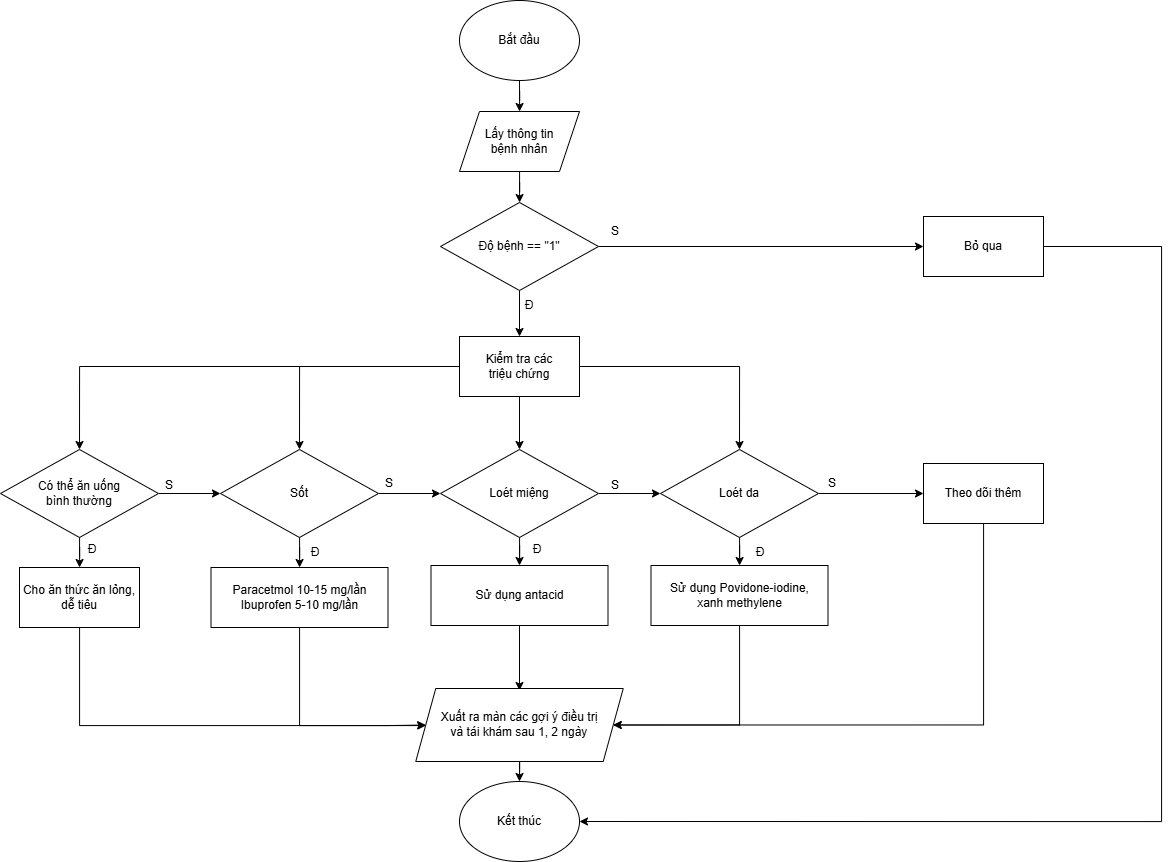 Bắt đầu
Lấy thông tin
bệnh nhân
Độ bệnh == "1"
S
Bỏ qua
Đ
Kiểm tra các
triệu chứng
Có thể ăn uống
bình thường
S
Sốt
S
Loét miệng
S
Loét da
S
Theo dõi thêm
Đ
Đ
Đ
Đ
Cho ăn thức ăn lỏng,
dễ tiêu
Paracetmol 10-15 mg/lần
Ibuprofen 5-10 mg/lần
Sử dụng antacid
Sử dụng Povidone-iodine,
xanh methylene
Xuất ra màn các gợi ý điều trị
và tái khám sau 1, 2 ngày
Kết thúc